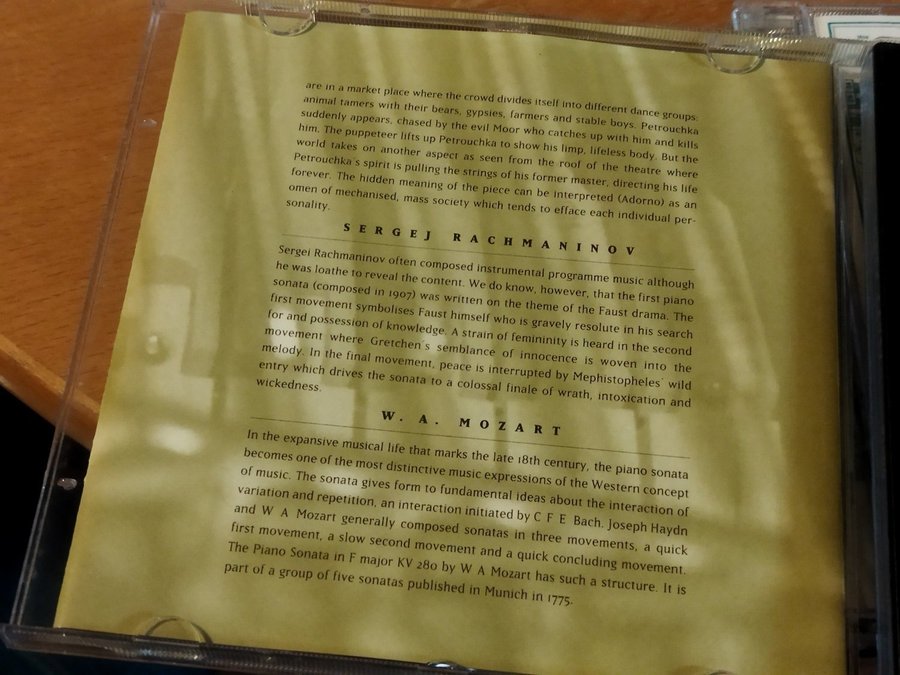 are in a market place where the crowd divides itself into different dance groups:
animal tamers with their bears, gypsies, farmers and stable boys. Petrouchka
suddenly appears, chased by the evil Moor who catches up with him and kills
him. The puppeteer lifts up Petrouchka to show his limp, lifeless body. But the
world takes on another aspect as seen from the roof of the theatre where
Petrouchka´s spirit is pulling the strings of his former master, directing his life
forever. The hidden meaning of the piece can be interpreted (Adorno) as an
omen of mechanised, mass society which tends to efface each individual per-
sonality.
SERGEJ RACHMANINOV
Sergei Rachmaninov often composed instrumental programme music although
he was loathe to reveal the content. We do know, however, that the first piano
sonata (composed in 1907) was written on the theme of the Faust drama. The
first movement symbolises Faust himself who is gravely resolute in his search
for and possession of knowledge. A strain of femininity is heard in the second
movement where Gretchen´s semblance of innocence is woven into the
melody. In the final movement, peace is interrupted by Mephistopheles´ wild
entry which drives the sonata to a colossal finale of wrath, intoxication and
wickedness.
W. A. MOZART
In the expansive musical life that marks the late 18th century, the piano sonata
becomes one of the most distinctive music expressions of the Western concept
of music. The sonata gives form to fundamental ideas about the interaction of
variation and repetition, an interaction initiated by C F E Bach. Joseph Haydn
and W A Mozart generally composed sonatas in three movements, a quick
first movement, a slow second movement and a quick concluding movement.
The Piano Sonata in F major KV 280 by W A Mozart has such a structure. It is
part of a group of five sonatas published in Munich in 1775.